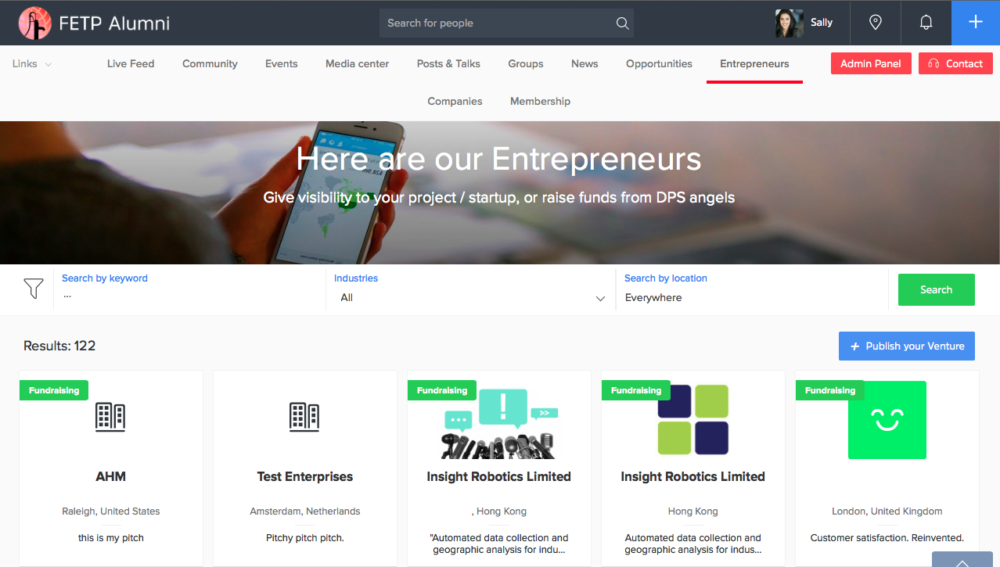 FETP Alumni
Search for people
Sally
Links
Live Feed
Community
Events
Media center
Posts & Talks
Groups
News
Opportunities
Entrepreneurs
Admin Panel
Contact
Companies
Membership
Here are our Entrepreneurs
Give visibility to your project / startup, or raise funds from DPS angels
Search by keyword
...
Industries
All
Search by location
Everywhere
Search
Results: 122
+ Publish your Venture
Fundraising
AHM
Raleigh, United States
this is my pitch
Test Enterprises
Amsterdam, Netherlands
Pitchy pitch pitch.
Fundraising
Insight Robotics Limited
, Hong Kong
"Automated data collection and
geographic analysis for indu...
Fundraising
Insight Robotics Limited
Hong Kong
Automated data collection and
geographic analysis for indus...
Fundraising
London, United Kingdom
Customer satisfaction. Reinvented.